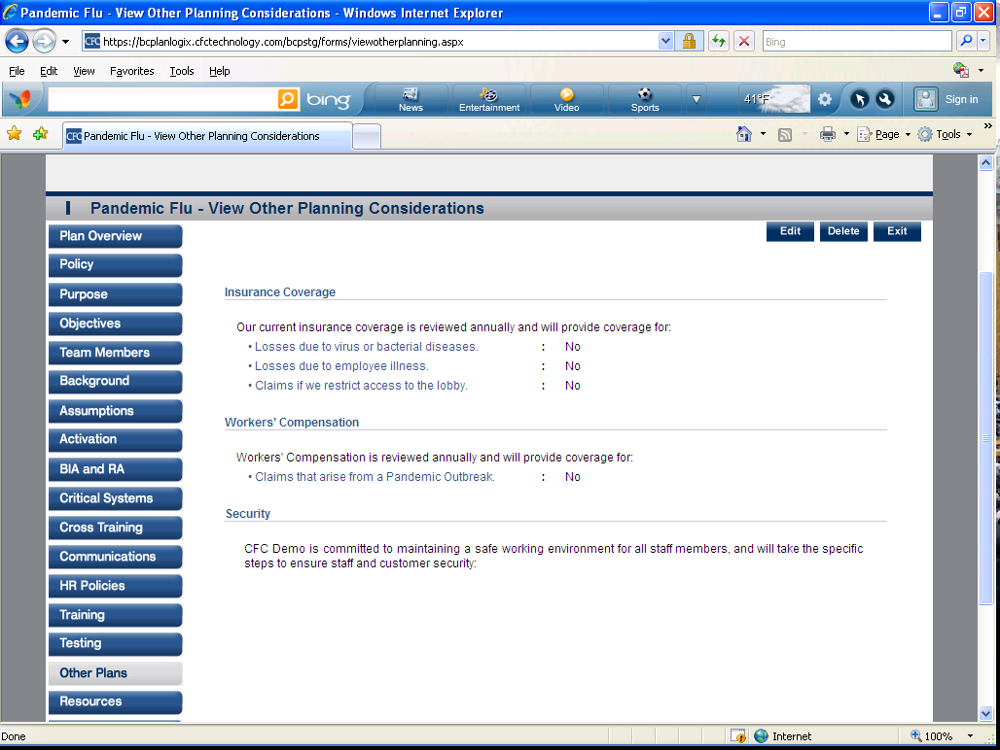 Pandemic Flu - View Other Planning Considerations - Windows Internet Explorer
CFC https://bcplanlogix.cfctechnology.com/bcpstg/forms/viewotherplanning.aspx
Bing
File Edit View Favorites Tools Help
bing News Entertainment Video Sports 41°F Sign in
CFC Pandemic Flu - View Other Planning Considerations
Page Tools »
Pandemic Flu - View Other Planning Considerations
Edit Delete Exit
Plan Overview
Policy
Purpose
Objectives
Team Members
Background
Assumptions
Activation
BIA and RA
Critical Systems
Cross Training
Communications
HR Policies
Training
Testing
Other Plans
Resources
Insurance Coverage
Our current insurance coverage is reviewed annually and will provide coverage for:
• Losses due to virus or bacterial diseases. : No
• Losses due to employee illness. : No
• Claims if we restrict access to the lobby. : No
Workers' Compensation
Workers' Compensation is reviewed annually and will provide coverage for:
• Claims that arise from a Pandemic Outbreak. : No
Security
CFC Demo is committed to maintaining a safe working environment for all staff members, and will take the specific
steps to ensure staff and customer security:
Done Internet 100%